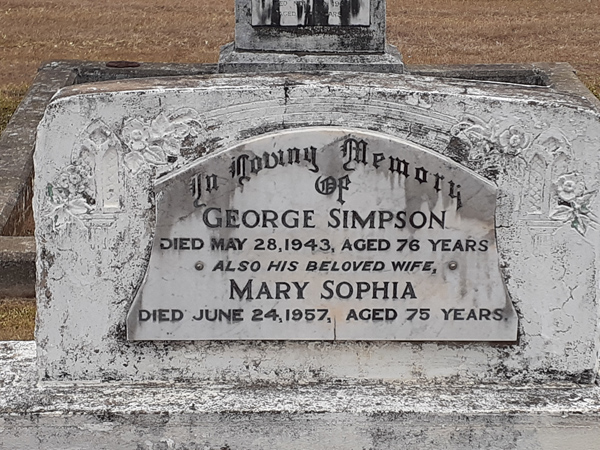 In Loving Memory
OF
GEORGE SIMPSON
DIED MAY 28, 1943, AGED 76 YEARS
ALSO HIS BELOVED WIFE,
MARY SOPHIA
DIED JUNE 24, 1957, AGED 75 YEARS.